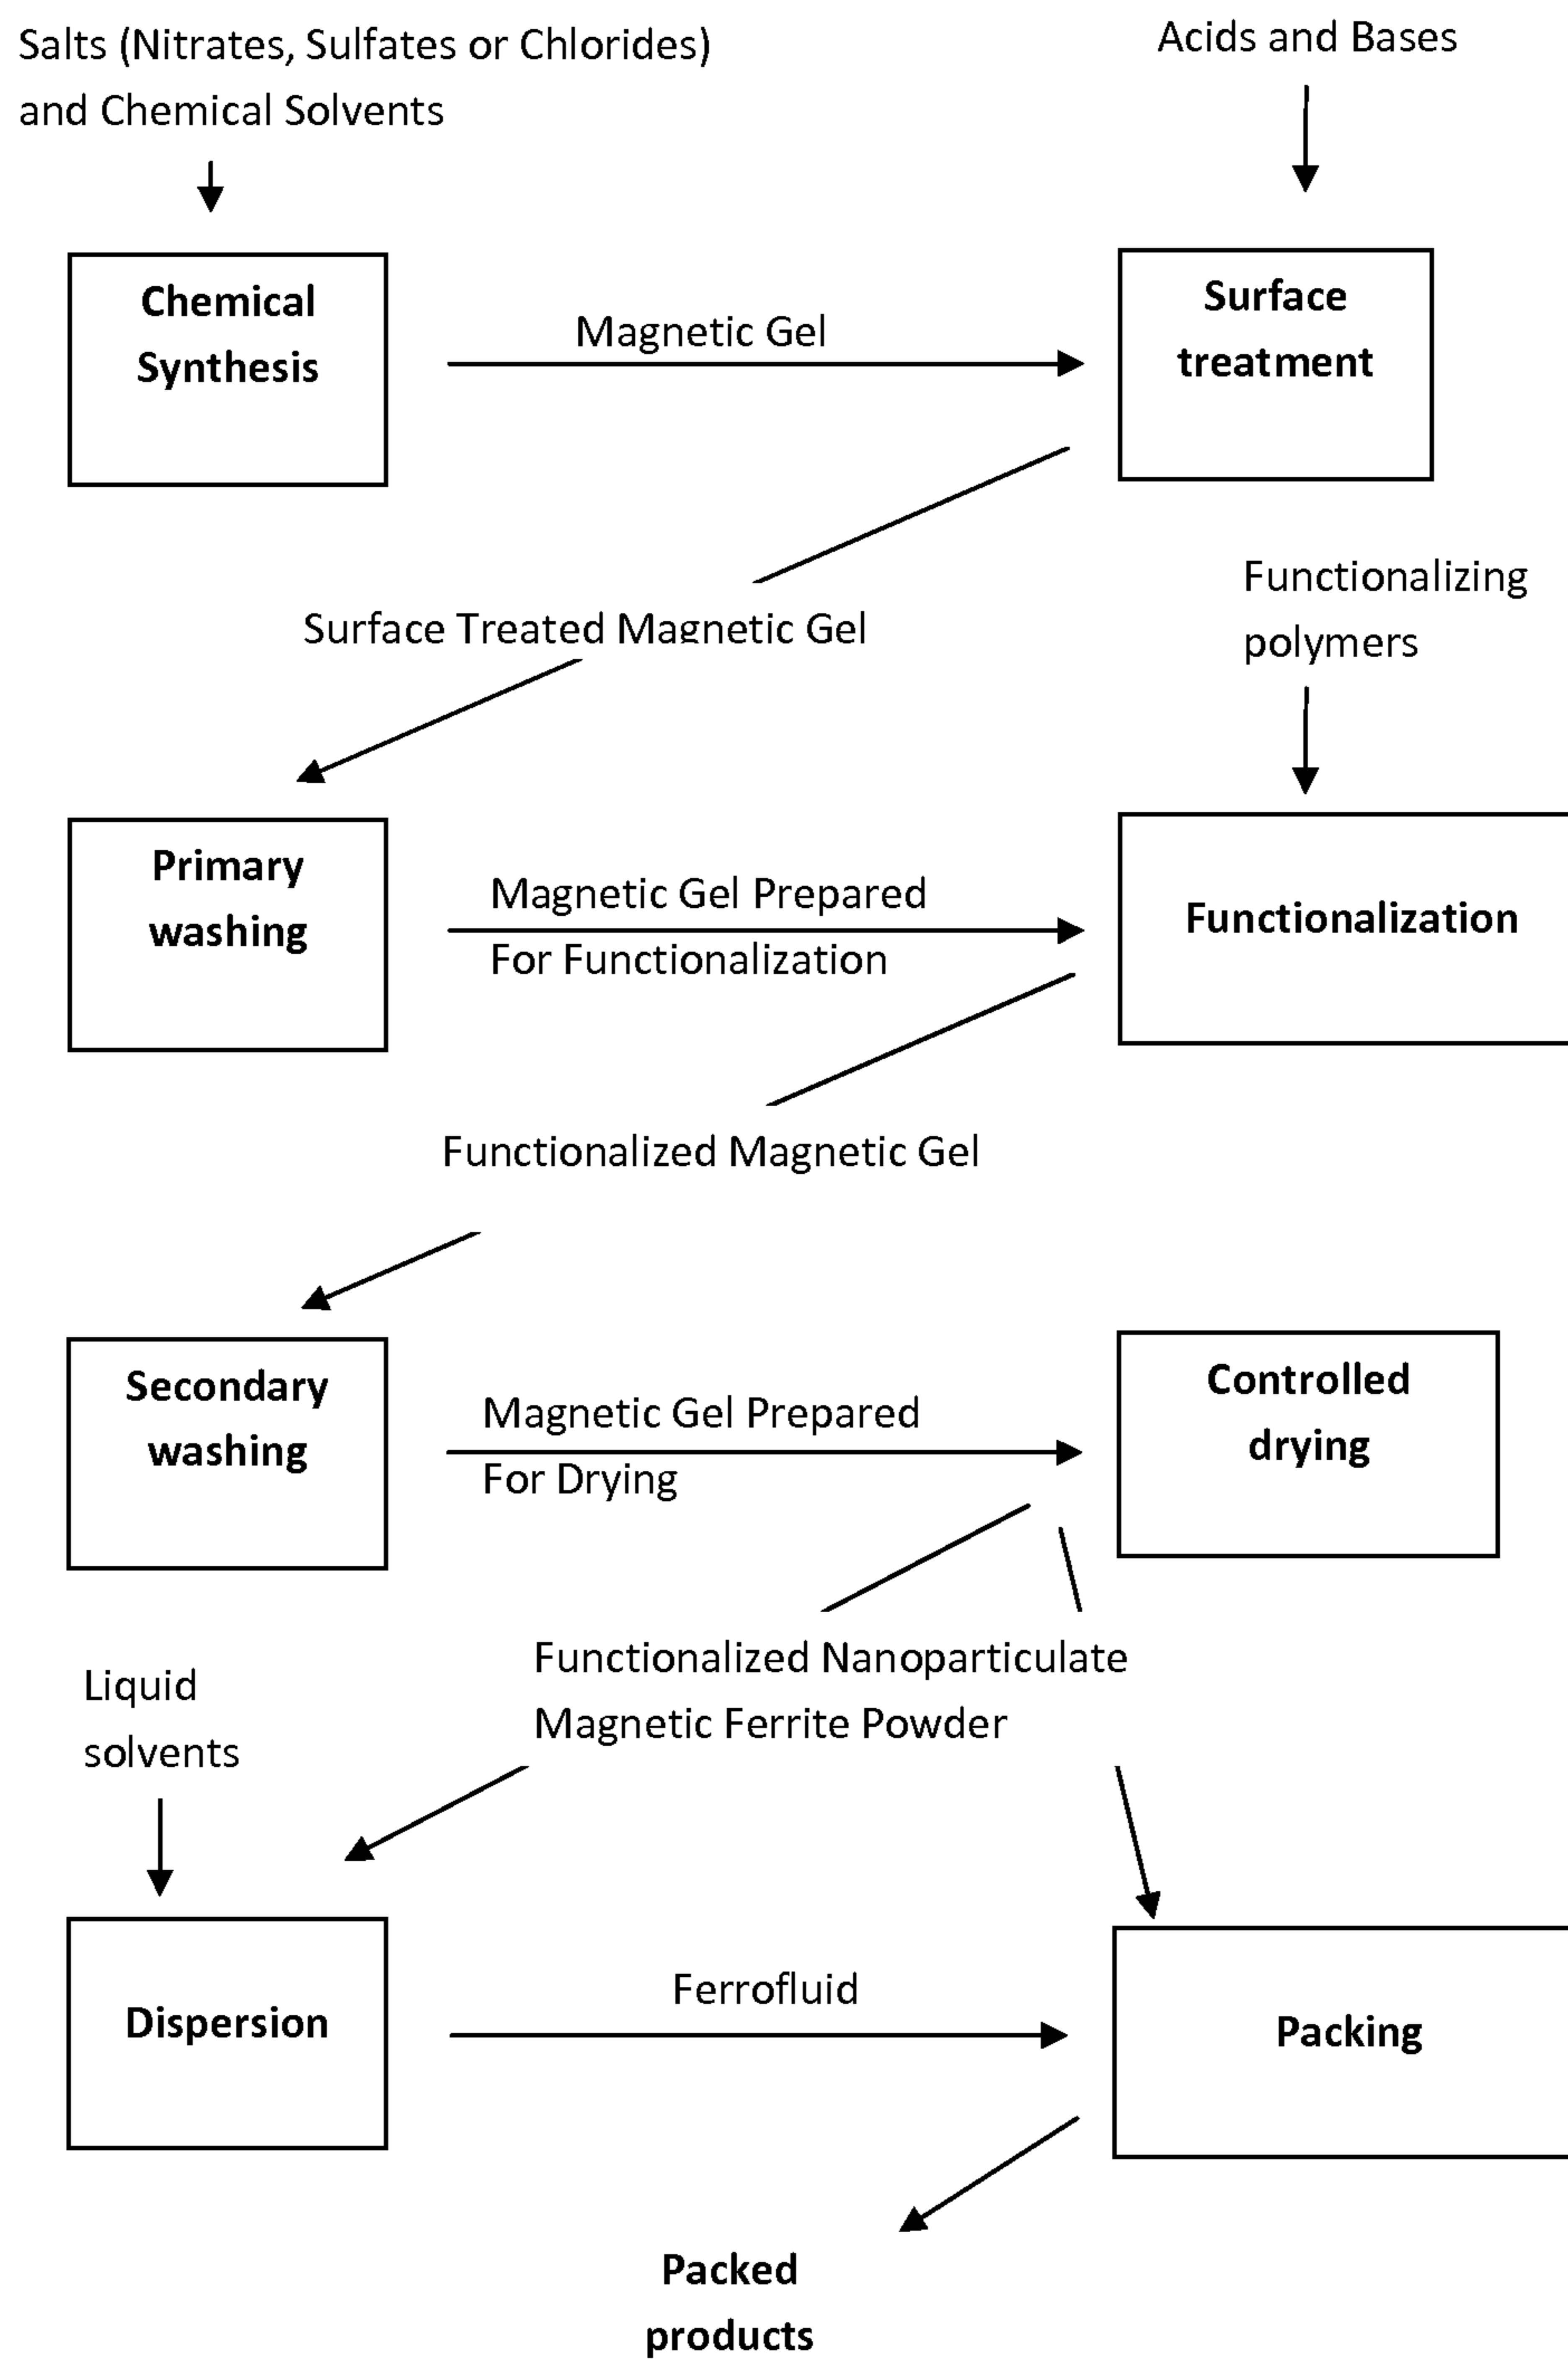 Salts (Nitrates, Sulfates or Chlorides)
and Chemical Solvents
Acids and Bases
Chemical
Synthesis
Magnetic Gel
Surface
treatment
Surface Treated Magnetic Gel
Functionalizing
polymers
Primary
washing
Magnetic Gel Prepared
For Functionalization
Functionalization
Functionalized Magnetic Gel
Secondary
washing
Magnetic Gel Prepared
For Drying
Controlled
drying
Functionalized Nanoparticulate
Magnetic Ferrite Powder
Liquid
solvents
Dispersion
Ferrofluid
Packing
Packed
products